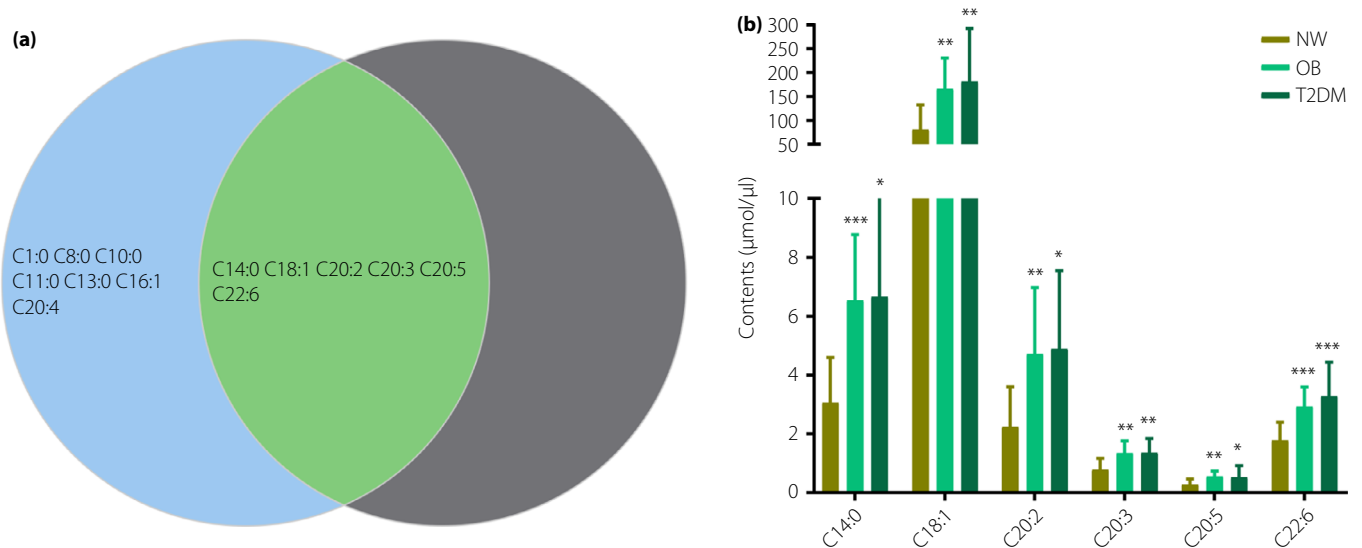 (a)
C1:0 C8:0 C10:0
C11:0 C13:0 C16:1
C20:4
C14:0 C18:1 C20:2 C20:3 C20:5
C22:6
(b)
300
250
200
150
100
50
10
8
6
4
2
0
Contents (μmol/μl)
***
*
**
**
**
*
**
**
**
*
***
***
C14:0
C18:1
C20:2
C20:3
C20:5
C22:6
NW
OB
T2DM